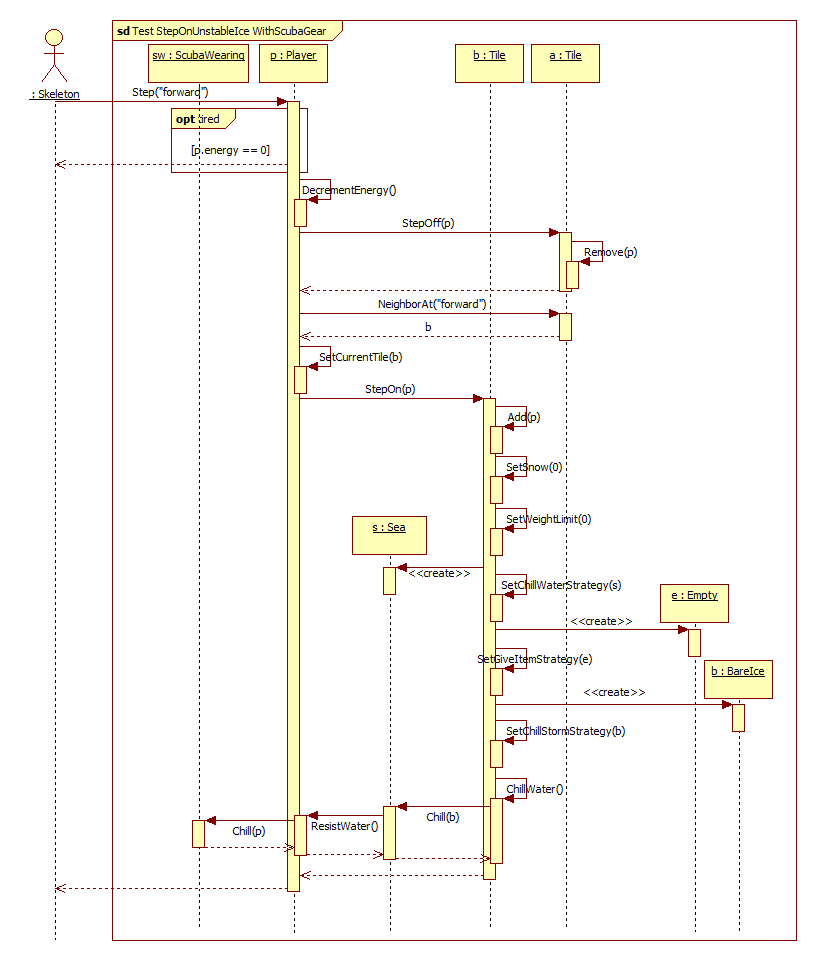 sd Test StepOnUnstableIce WithScubaGear
sw : ScubaWearing
p : Player
b : Tile
a : Tile
: Skeleton
Step("forward")
opt tired
[p.energy == 0]
DecrementEnergy()
StepOff(p)
Remove(p)
NeighborAt("forward")
b
SetCurrentTile(b)
StepOn(p)
Add(p)
SetSnow(0)
SetWeightLimit(0)
s : Sea
<<create>>
SetChillWaterStrategy(s)
e : Empty
<<create>>
SetGiveItemStrategy(e)
b : BareIce
<<create>>
SetChillStormStrategy(b)
ChillWater()
Chill(b)
ResistWater()
Chill(p)